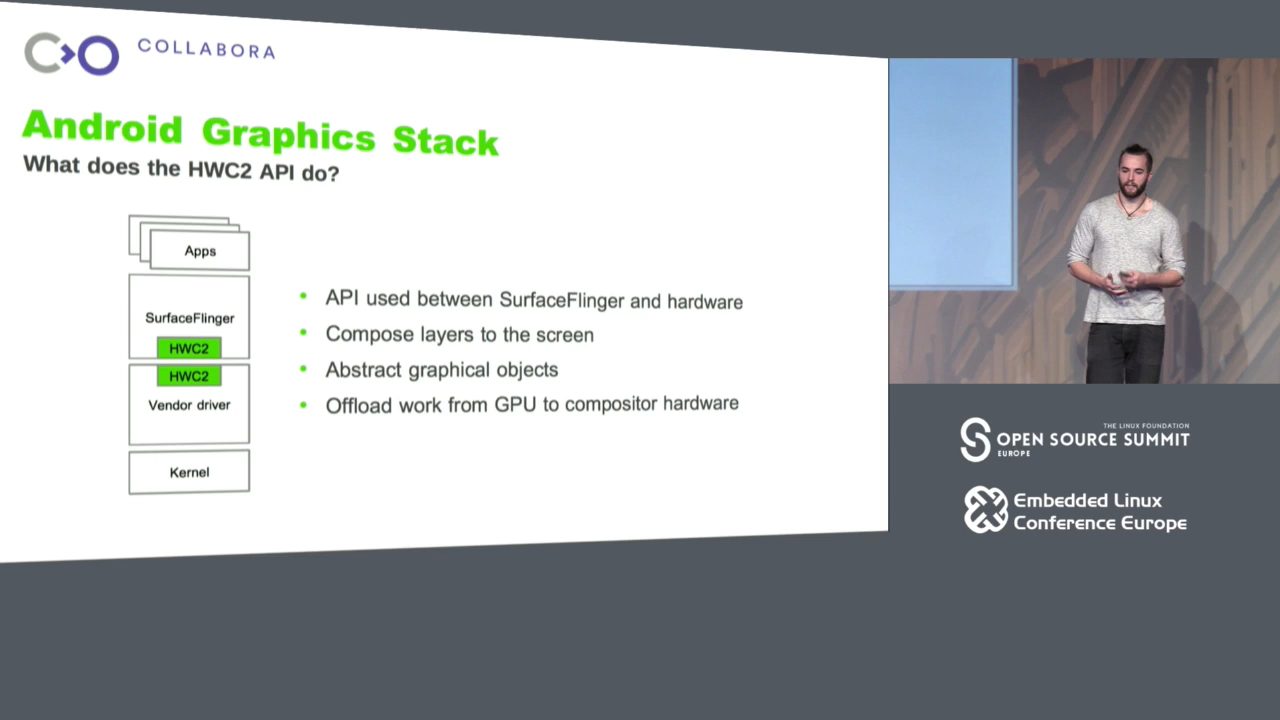 COLLABORA
Android Graphics Stack
What does the HWC2 API do?
Apps
SurfaceFlinger
HWC2
HWC2
Vendor driver
Kernel
• API used between SurfaceFlinger and hardware
• Compose layers to the screen
• Abstract graphical objects
• Offload work from GPU to compositor hardware
THE LINUX FOUNDATION
OPEN SOURCE SUMMIT
EUROPE
Embedded Linux
Conference Europe